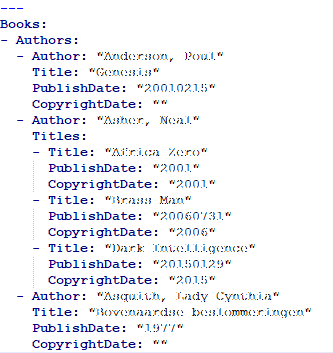 ---
Books:
- Authors:
- Author: "Anderson, Poul"
Title: "Genesis"
PublishDate: "20010215"
CopyrightDate: ""
- Author: "Asher, Neal"
Titles:
- Title: "Africa Zero"
PublishDate: "2001"
CopyrightDate: "2001"
- Title: "Brass Man"
PublishDate: "20060731"
CopyrightDate: "2006"
- Title: "Dark Intelligence"
PublishDate: "20150129"
CopyrightDate: "2015"
- Author: "Asquith, Lady Cynthia"
Title: "Bovenaardse beslommeringen"
PublishDate: "1977"
CopyrightDate: ""